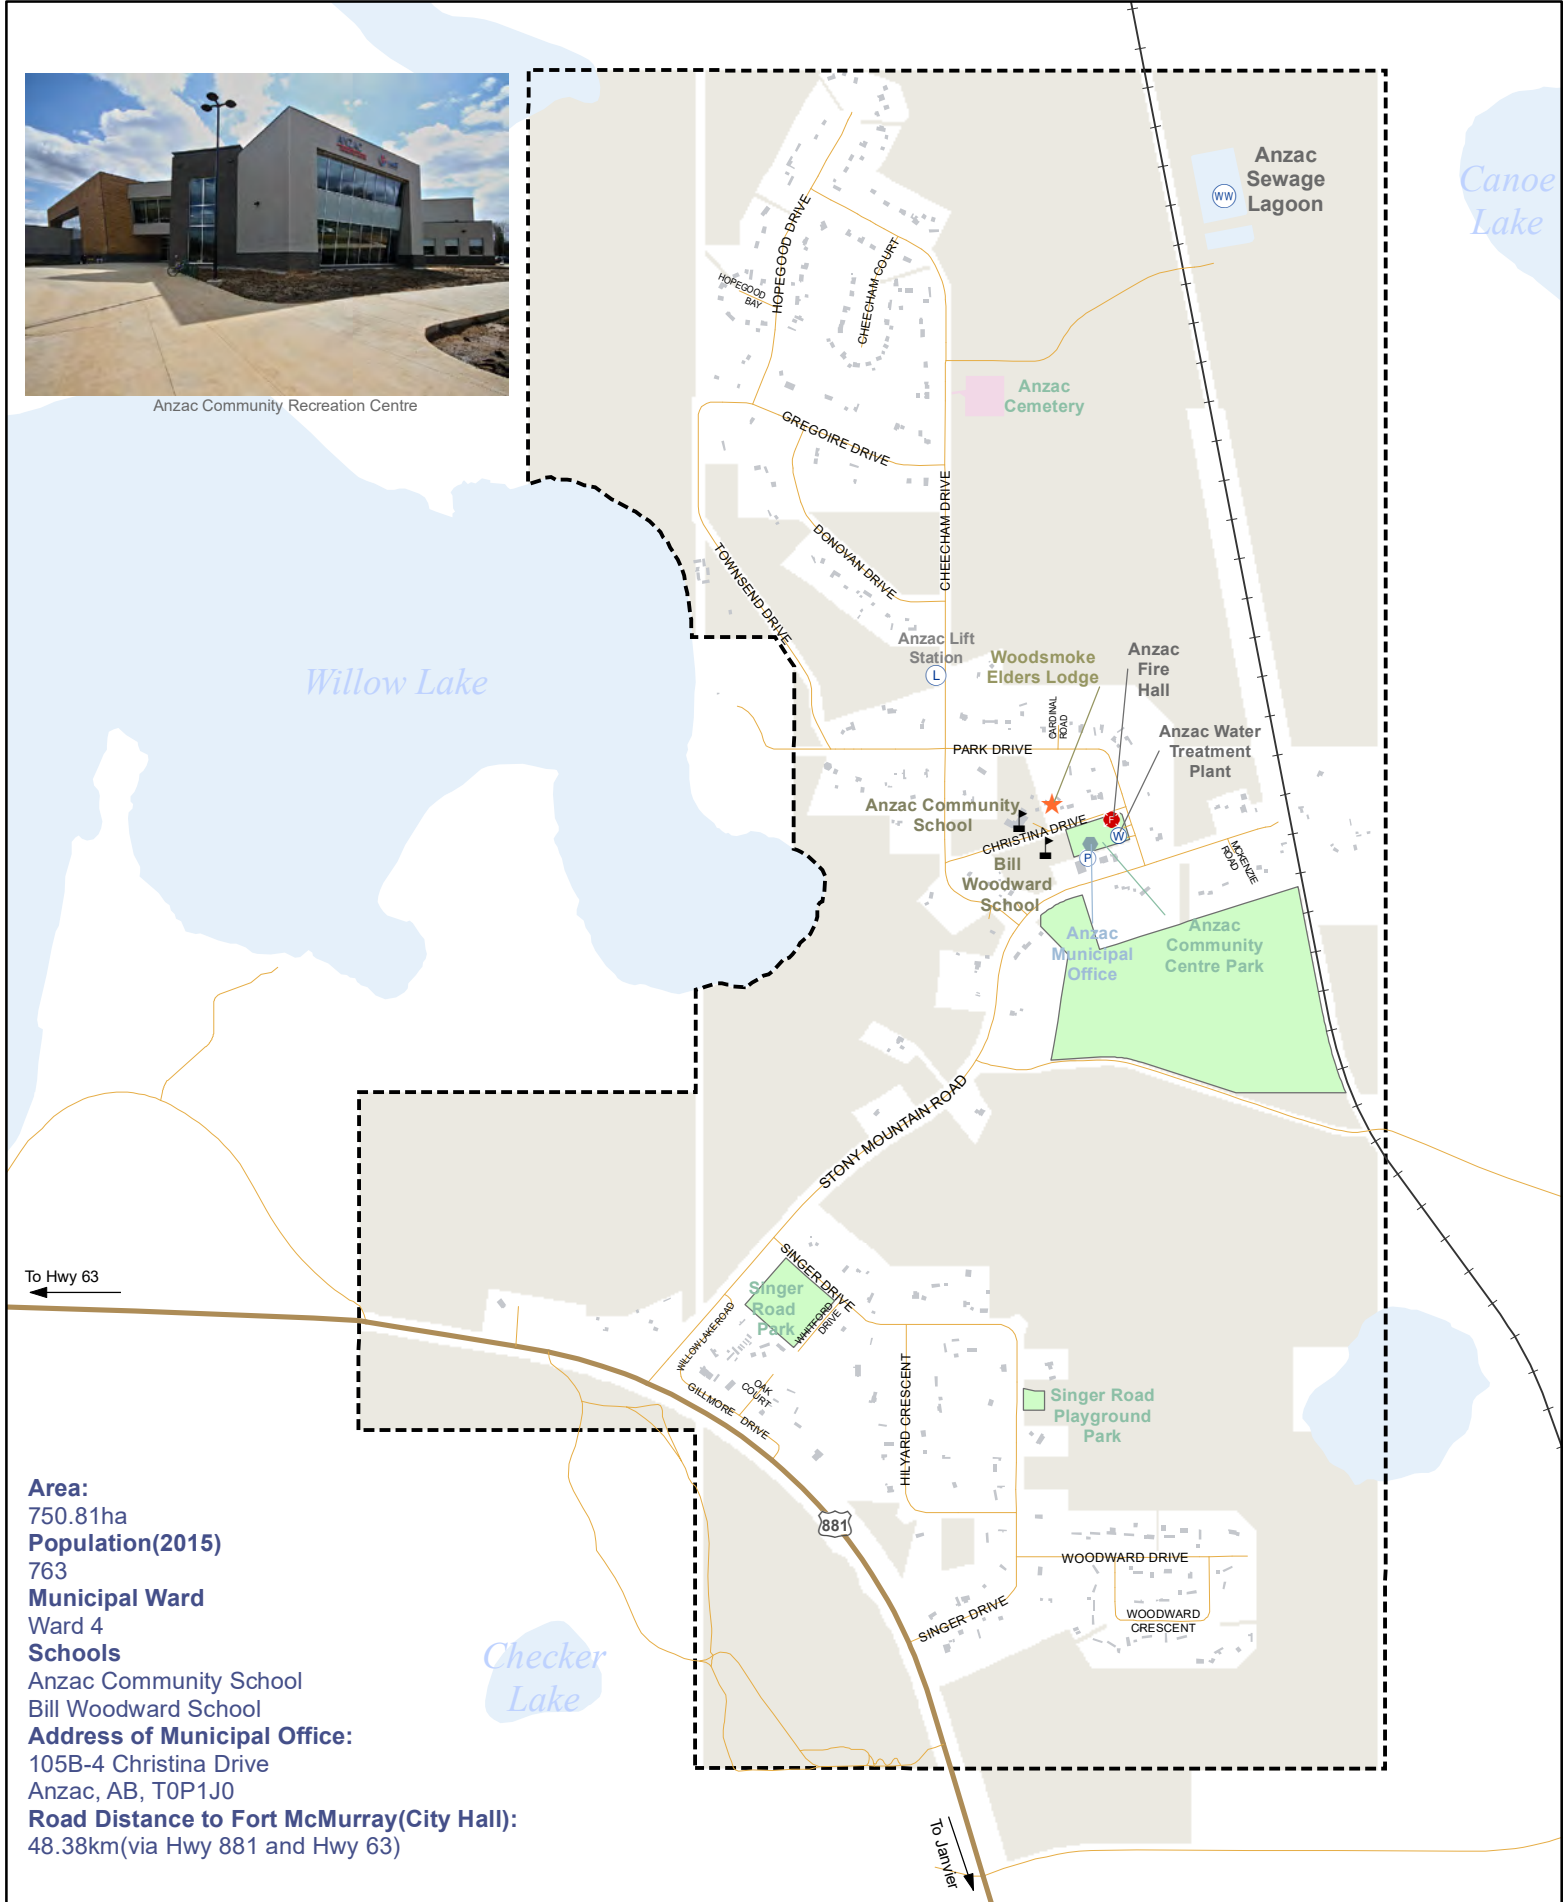 ANZAC
Anzac Community Recreation Centre
Anzac
Sewage
Lagoon
WW
Canoe
Lake
HOPEGOOD DRIVE
HOPEGOOD
BAY
CHEECHAM COURT
Anzac
Cemetery
GREGOIRE DRIVE
CHEECHAM DRIVE
DONOVAN DRIVE
TOWNSEND DRIVE
Willow Lake
Anzac Lift
Station
L
Woodsmoke
Elders Lodge
Anzac
Fire
Hall
CARDINAL
ROAD
PARK DRIVE
Anzac Water
Treatment
Plant
Anzac Community
School
CHRISTINA DRIVE
F
W
P
Bill
Woodward
School
MCKENZIE
ROAD
Anzac
Municipal
Office
Anzac
Community
Centre Park
STONY MOUNTAIN ROAD
To Hwy 63
SINGER DRIVE
Singer
Road
Park
WHITFORD
DRIVE
WILLOW LAKE ROAD
OAK
COURT
GILLMORE DRIVE
HILYARD CRESCENT
Singer Road
Playground
Park
881
WOODWARD DRIVE
WOODWARD
CRESCENT
SINGER DRIVE
Checker
Lake
To Janvier
Area:
750.81ha
Population(2015)
763
Municipal Ward
Ward 4
Schools
Anzac Community School
Bill Woodward School
Address of Municipal Office:
105B-4 Christina Drive
Anzac, AB, T0P1J0
Road Distance to Fort McMurray(City Hall):
48.38km(via Hwy 881 and Hwy 63)